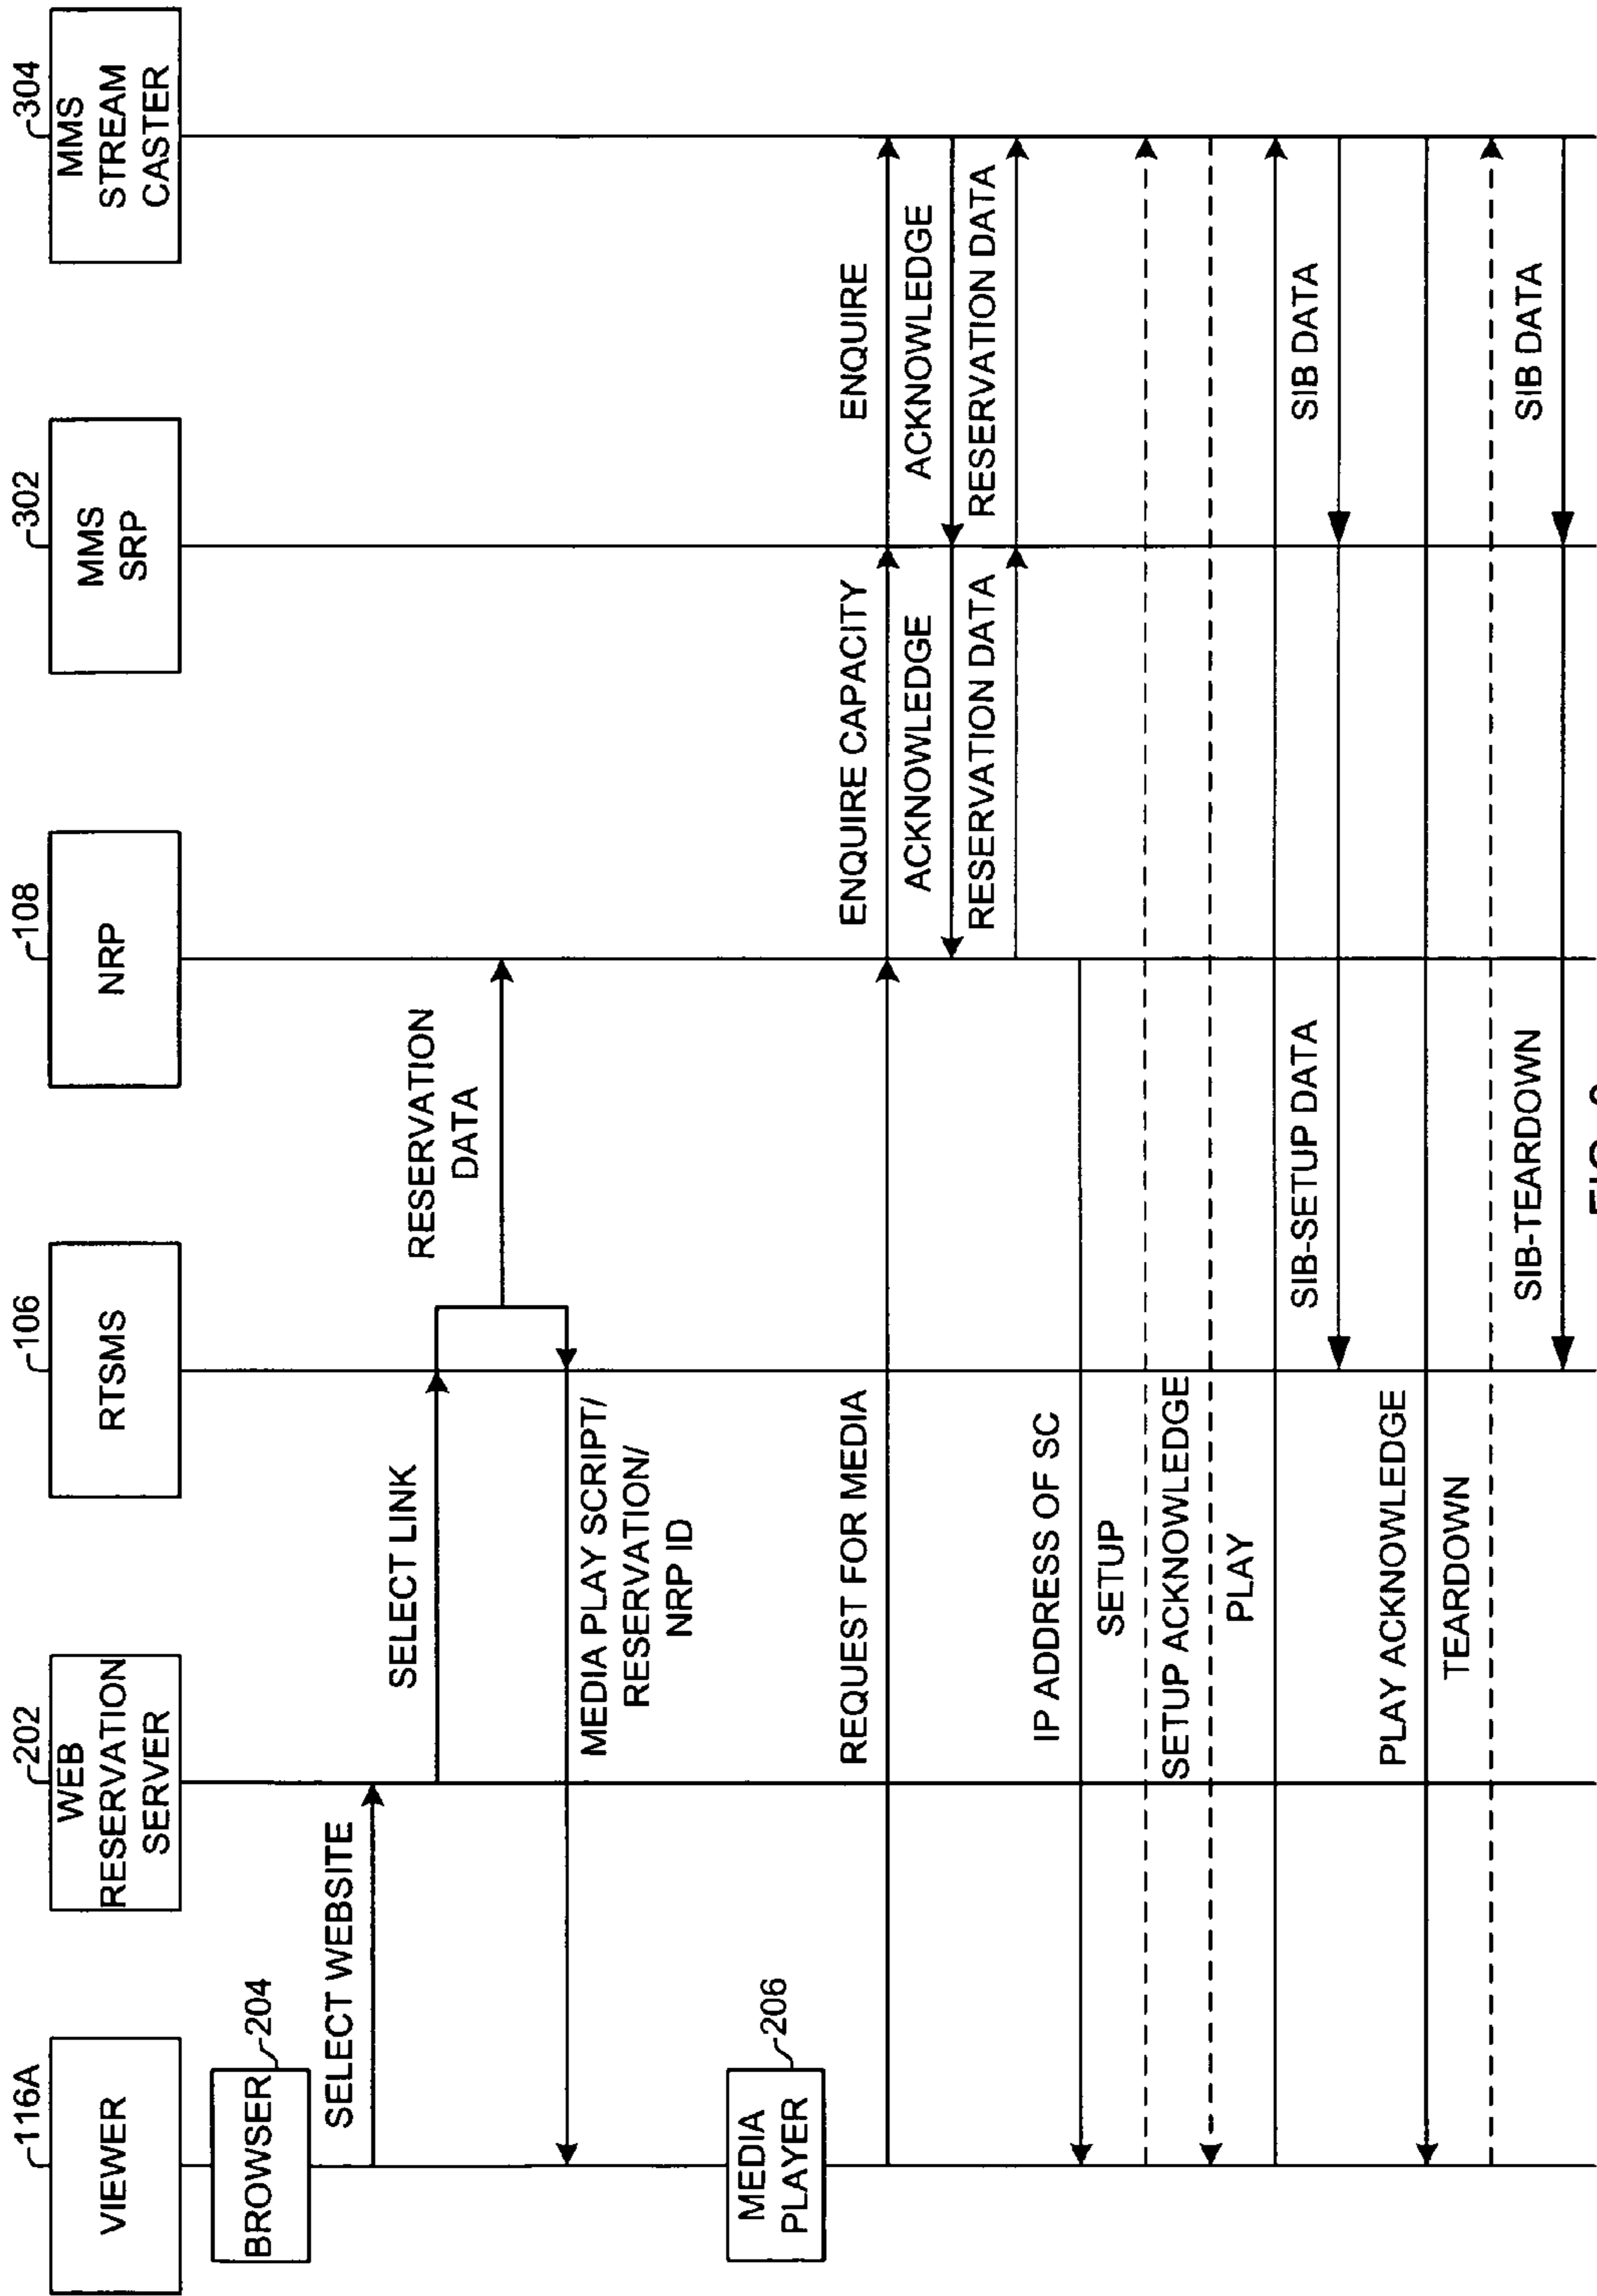 116A
VIEWER
202
WEB
RESERVATION
SERVER
106
RTSMS
108
NRP
302
MMS
SRP
304
MMS
STREAM
CASTER
BROWSER
204
SELECT WEBSITE
SELECT LINK
RESERVATION
DATA
MEDIA PLAY SCRIPT/
RESERVATION/
NRP ID
MEDIA
PLAYER
206
REQUEST FOR MEDIA
ENQUIRE CAPACITY
ENQUIRE
ACKNOWLEDGE
ACKNOWLEDGE
RESERVATION DATA
RESERVATION DATA
IP ADDRESS OF SC
SETUP
SETUP ACKNOWLEDGE
PLAY
SIB-SETUP DATA
SIB DATA
PLAY ACKNOWLEDGE
TEARDOWN
SIB-TEARDOWN
SIB DATA
FIG.